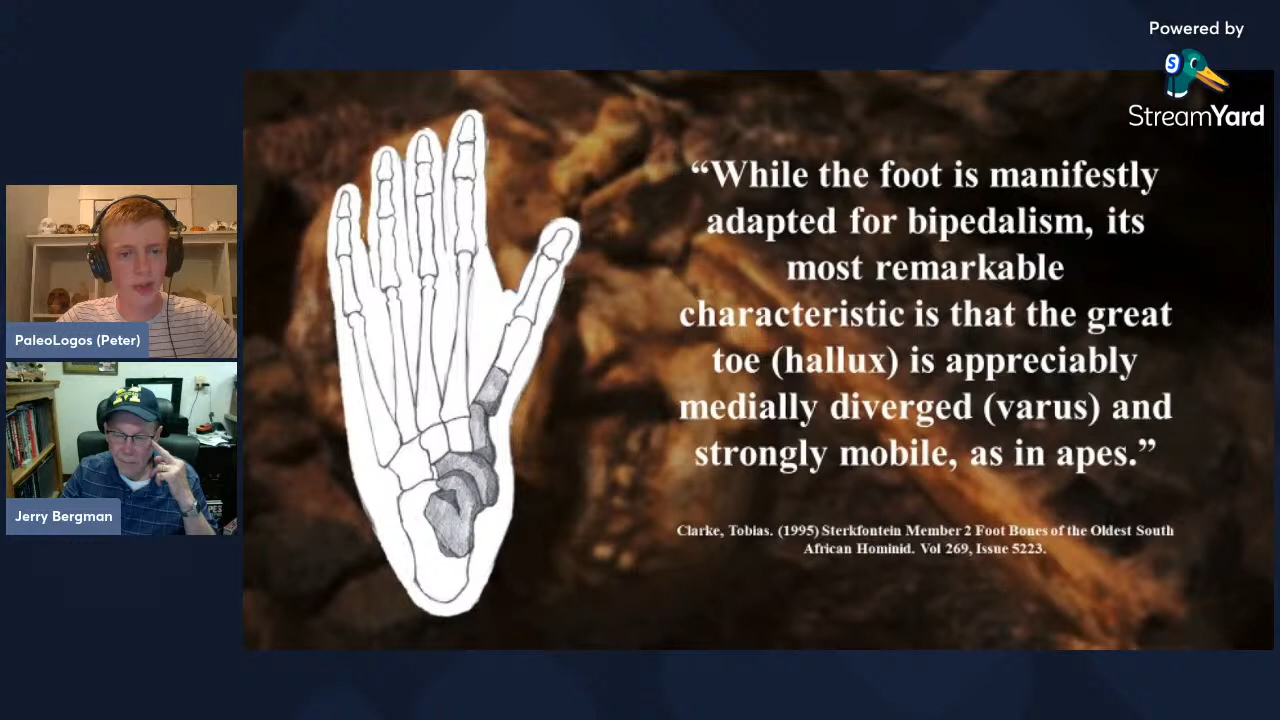 Powered by
StreamYard
“While the foot is manifestly
adapted for bipedalism, its
most remarkable
characteristic is that the great
toe (hallux) is appreciably
medially diverged (varus) and
strongly mobile, as in apes.”
Clarke, Tobias. (1995) Sterkfontein Member 2 Foot Bones of the Oldest South
African Hominid. Vol 269, Issue 5223.
PaleoLogos (Peter)
Jerry Bergman